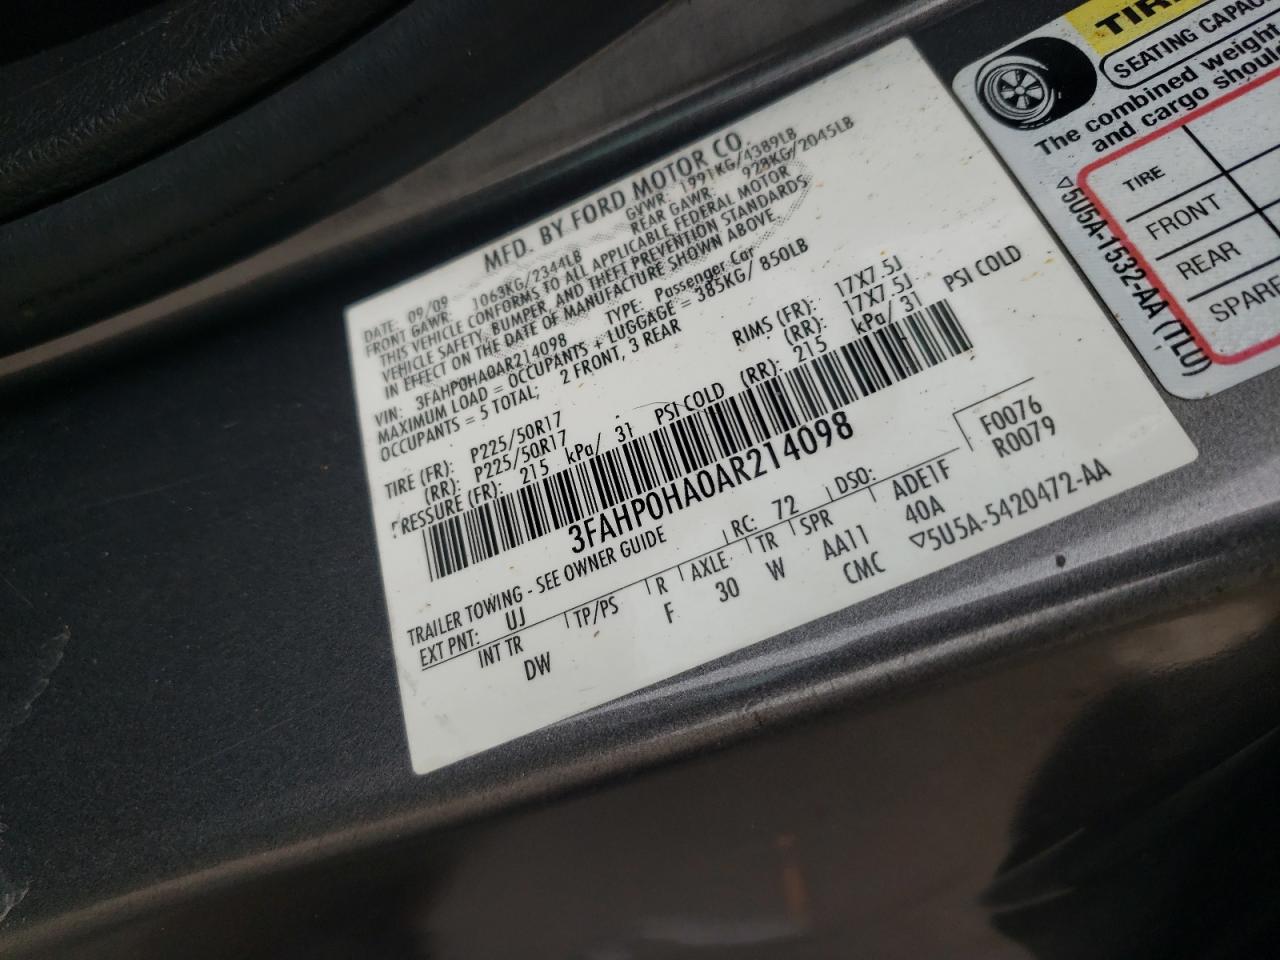 MFD. BY FORD MOTOR CO.
DATE: 09/09 GVWR: 1991KG/4389LB
FRONT GAWR: 1063KG/2344LB REAR GAWR: 928KG/2045LB
THIS VEHICLE CONFORMS TO ALL APPLICABLE FEDERAL MOTOR
VEHICLE SAFETY, BUMPER, AND THEFT PREVENTION STANDARDS
IN EFFECT ON THE DATE OF MANUFACTURE SHOWN ABOVE
VIN: 3FAHP0HA0AR214098 TYPE: Passenger Car
MAXIMUM LOAD = OCCUPANTS + LUGGAGE = 385KG/ 850LB
OCCUPANTS = 5 TOTAL; 2 FRONT, 3 REAR
TIRE (FR): P225/50R17 RIMS (FR): 17X7.5J
(RR): P225/50R17 (RR): 17X7.5J
PRESSURE (FR): 215 kPa/ 31 PSI COLD (RR): 215 kPa/ 31 PSI COLD
3FAHP0HA0AR214098
TRAILER TOWING - SEE OWNER GUIDE
F0076
R0079
EXT PNT: UJ RC: 72 DSO:
INT TR TP/PS R AXLE TR SPR ADE1F
DW F 30 W AA11 40A
CMC ▽5U5A-5420472-AA
TIRE
SEATING CAPACITY
The combined weight
and cargo should
TIRE
FRONT
REAR
SPARE
▽5U5A-1532-AA (TLU)